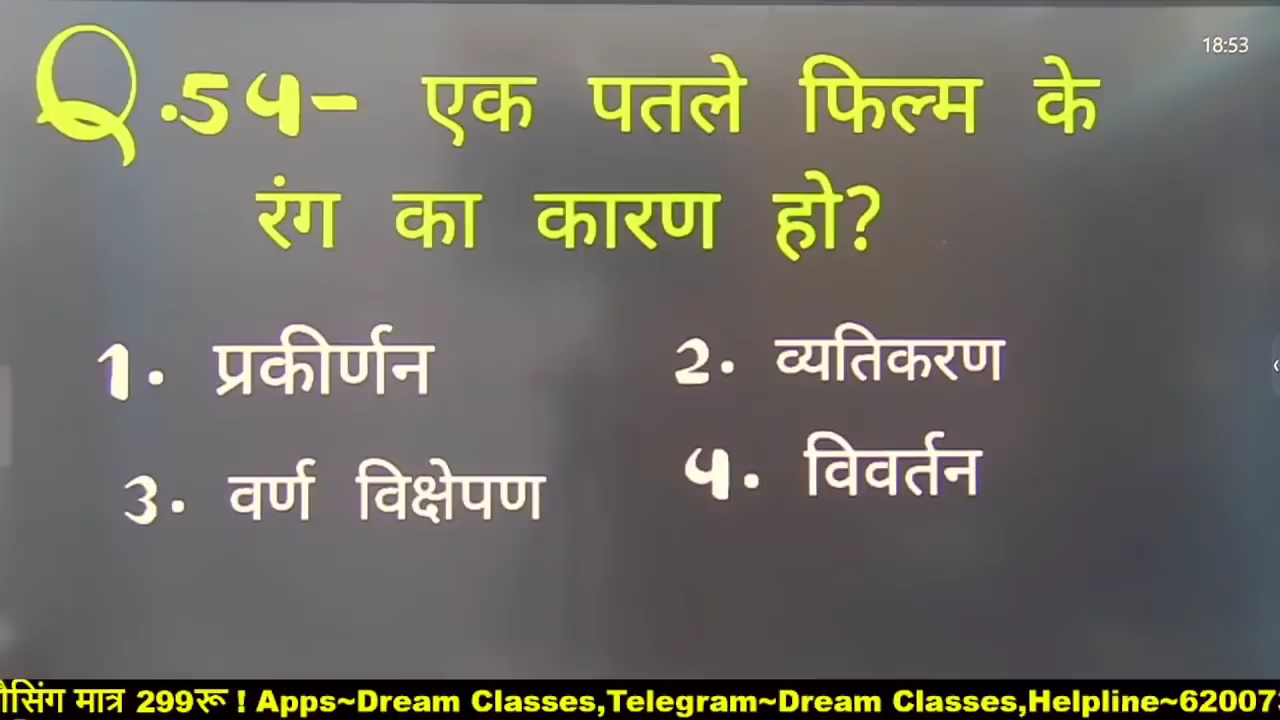 18:53
Q.54- एक पतले फिल्म के
रंग का कारण हो?
1. प्रकीर्णन
2. व्यतिकरण
3. वर्ण विक्षेपण
4. विवर्तन
मात्र 299रू ! Apps~Dream Classes,Telegram~Dream Classes,Helpline~62007